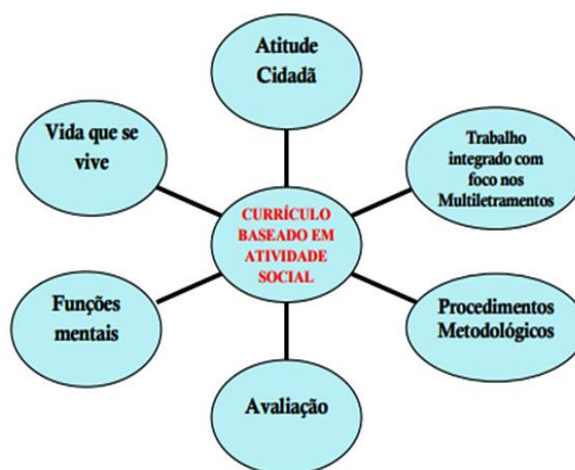 Atitude
Cidadã
Vida que se
vive
Trabalho
integrado com
foco nos
Multiletramentos
CURRÍCULO
BASEADO EM
ATIVIDADE
SOCIAL
Funções
mentais
Procedimentos
Metodológicos
Avaliação